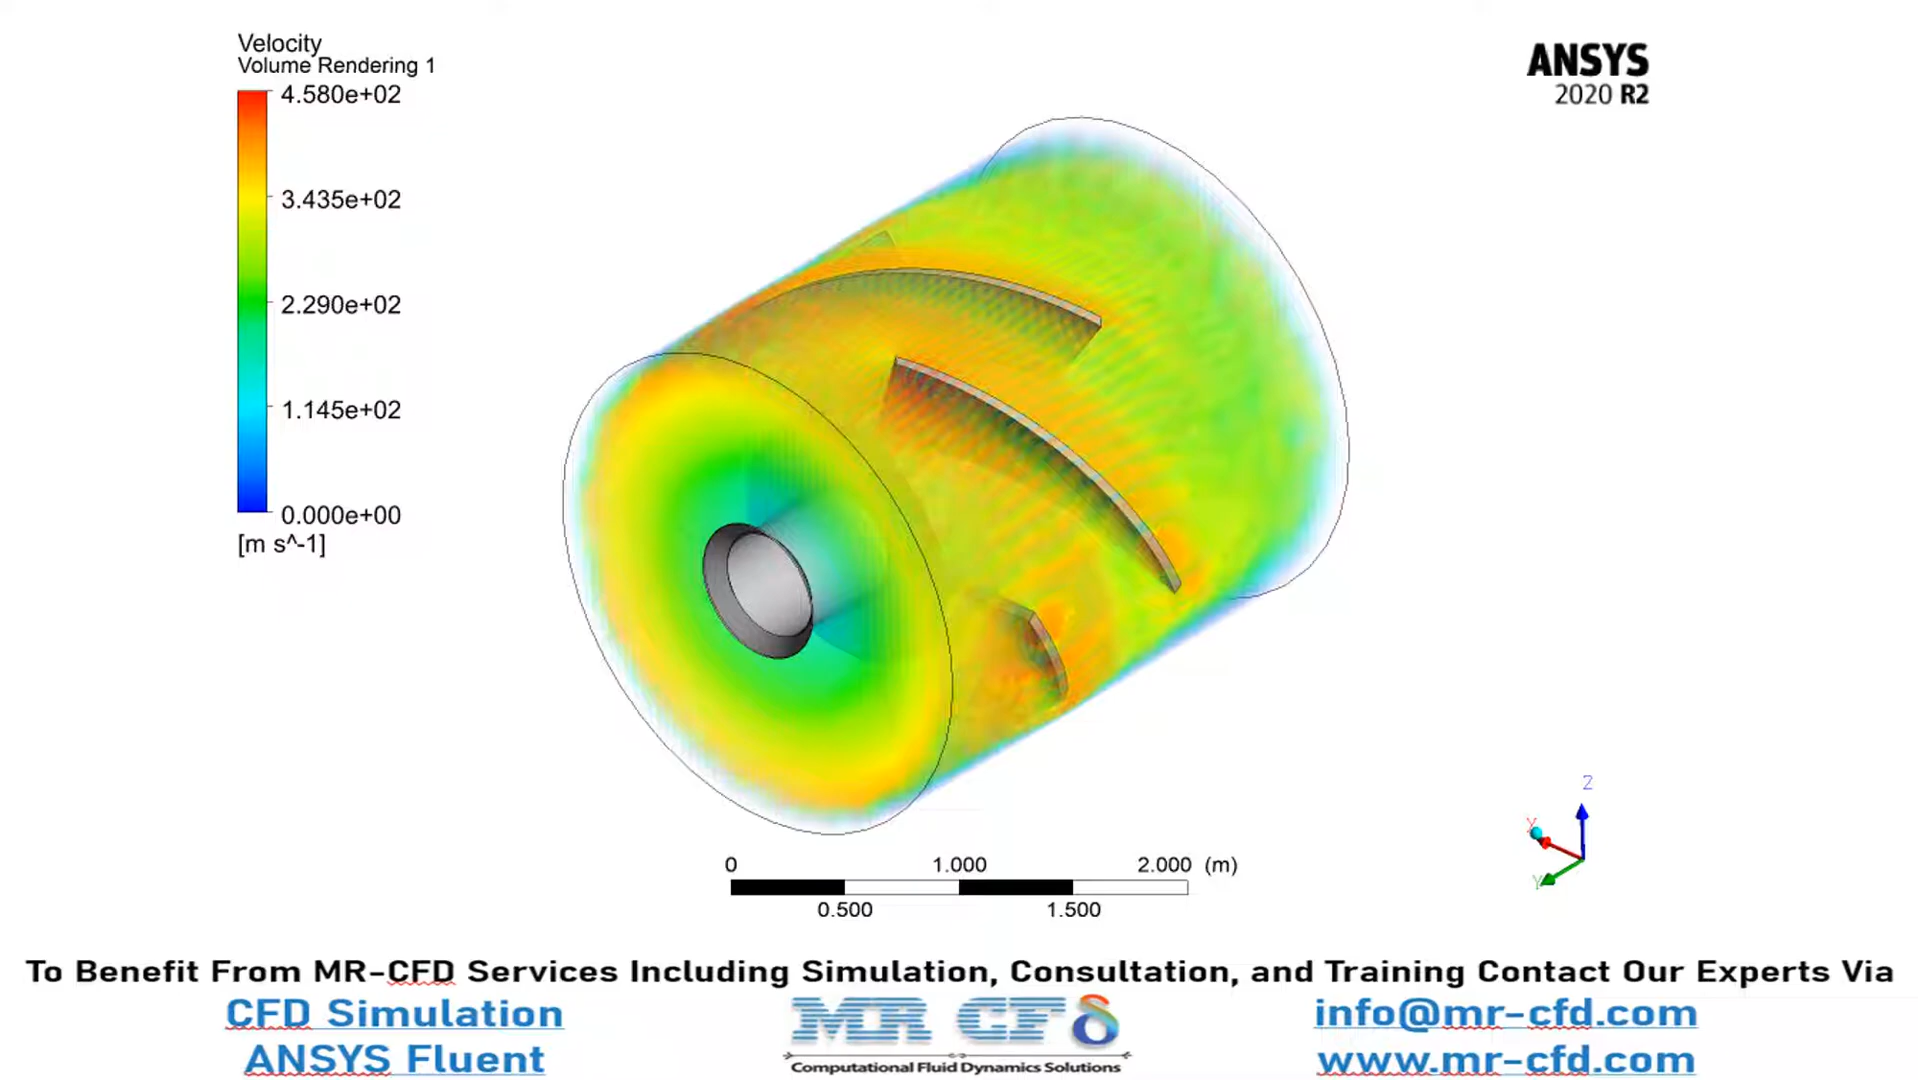 Velocity
Volume Rendering 1
4.580e+02
3.435e+02
2.290e+02
1.145e+02
0.000e+00
[m s^-1]
ANSYS
2020 R2
Z
X
Y
0 1.000 2.000 (m)
0.500 1.500
To Benefit From MR-CFD Services Including Simulation, Consultation, and Training Contact Our Experts Via
CFD Simulation
ANSYS Fluent
MR CFδ
Computational Fluid Dynamics Solutions
info@mr-cfd.com
www.mr-cfd.com